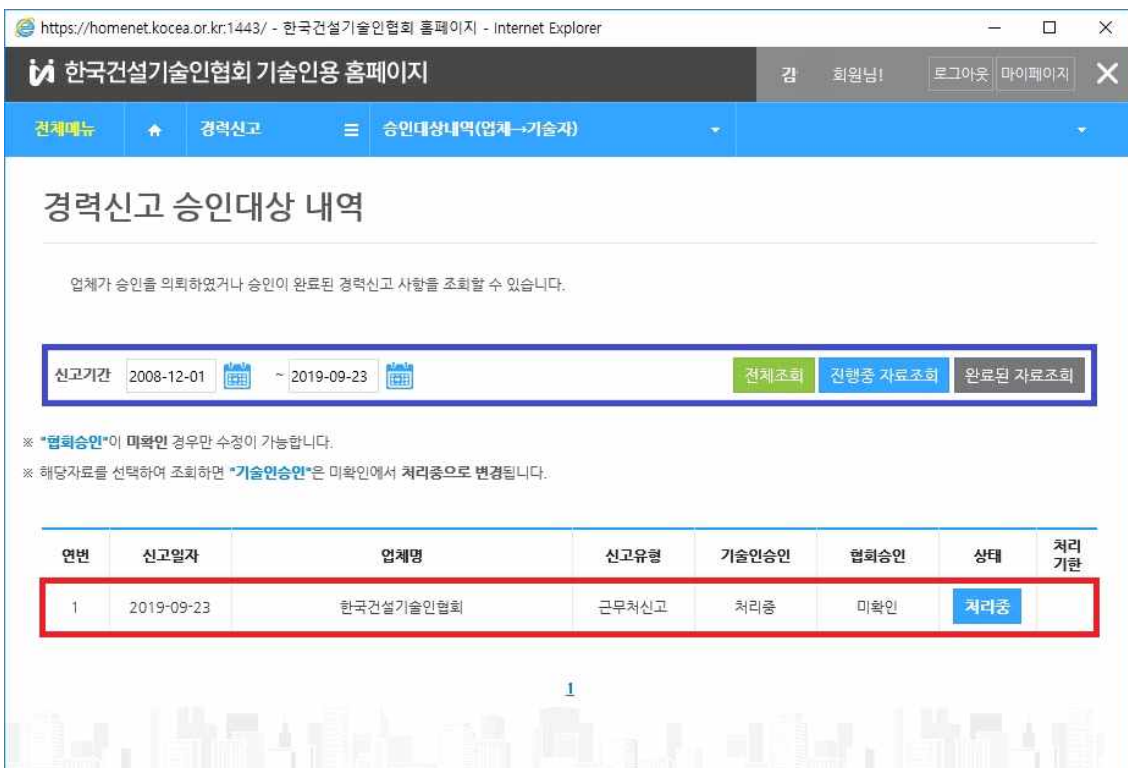 https://homenet.kocea.or.kr:1443/ - 한국건설기술인협회 홈페이지 - Internet Explorer
한국건설기술인협회 기술인용 홈페이지 김 회원님! 로그아웃 마이페이지
전체메뉴 경력신고 승인대상내역(업체→기술자)
경력신고 승인대상 내역
업체가 승인을 의뢰하였거나 승인이 완료된 경력신고 사항을 조회할 수 있습니다.
신고기간 2008-12-01 ~ 2019-09-23 전체조회 진행중 자료조회 완료된 자료조회
※ "협회승인"이 미확인 경우만 수정이 가능합니다.
※ 해당자료를 선택하여 조회하면 "기술인승인"은 미확인에서 처리중으로 변경됩니다.
연번 신고일자 업체명 신고유형 기술인승인 협회승인 상태 처리
기한
1 2019-09-23 한국건설기술인협회 근무처신고 처리중 미확인 처리중
1